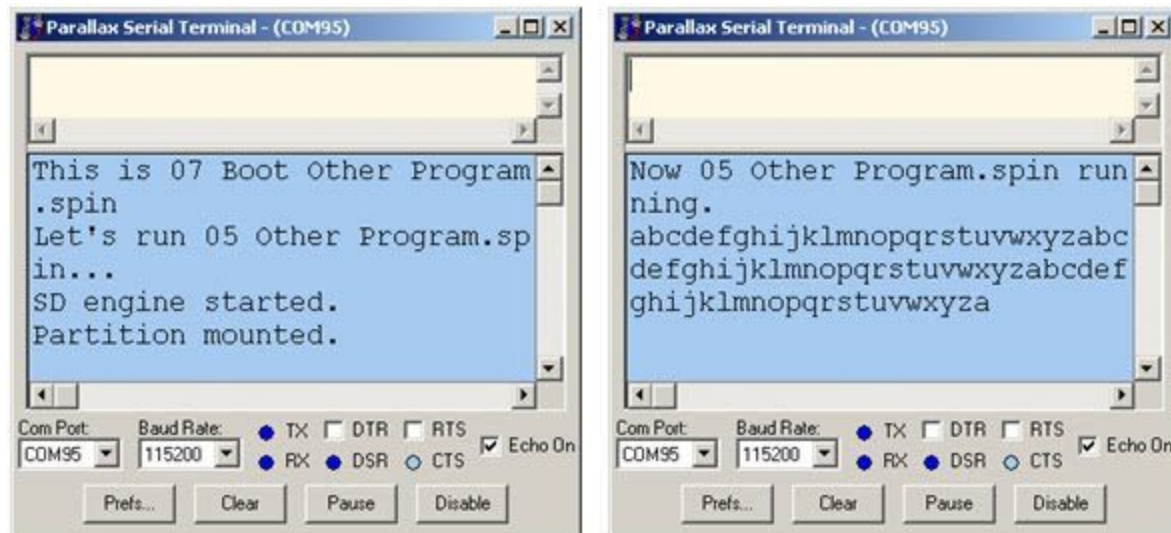 Parallax Serial Terminal - (COM95)
This is 07 Boot Other Program
.spin
Let's run 05 Other Program.sp
in...
SD engine started.
Partition mounted.
Com Port:
Baud Rate:
TX
DTR
RTS
COM95
115200
RX
DSR
CTS
Echo On
Prefs...
Clear
Pause
Disable
Parallax Serial Terminal - (COM95)
Now 05 Other Program.spin run
ning.
abcdefghijklmnopqrstuvwxyzabc
defghijklmnopqrstuvwxyzabcdef
ghijklmnopqrstuvwxyza
Com Port:
Baud Rate:
TX
DTR
RTS
COM95
115200
RX
DSR
CTS
Echo On
Prefs...
Clear
Pause
Disable